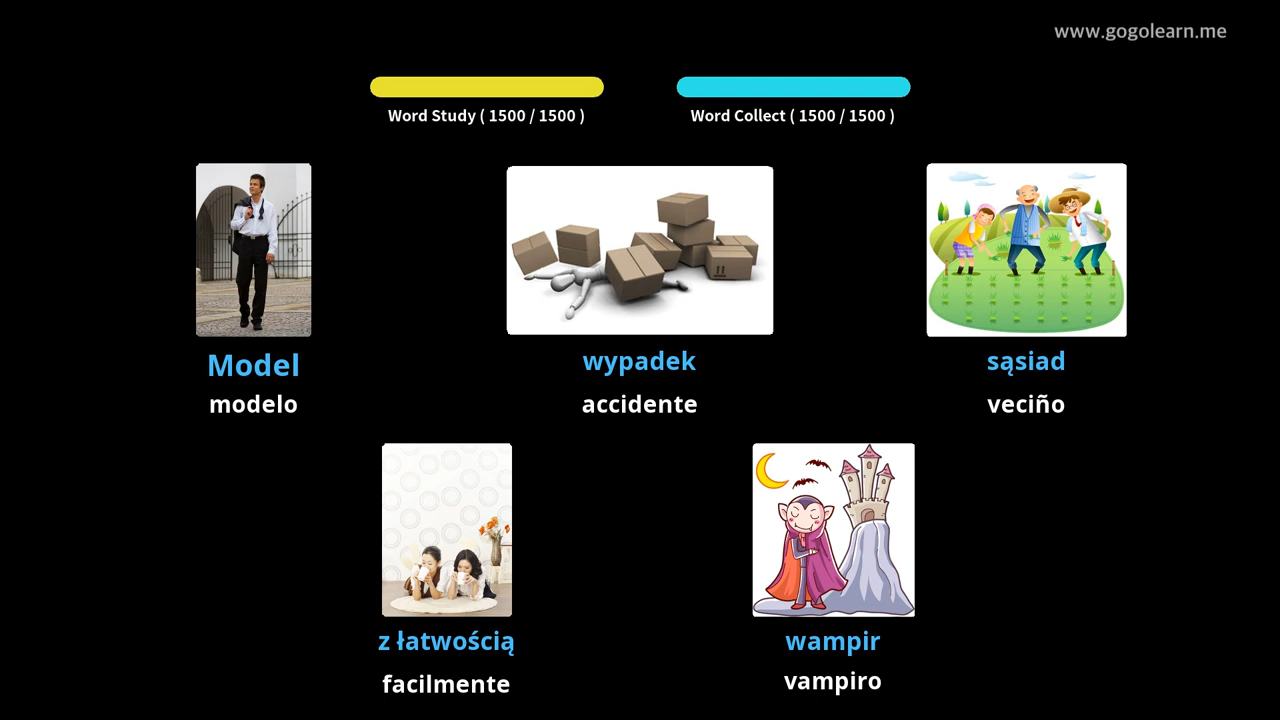 www.gogolearn.me
Word Study ( 1500 / 1500 )
Word Collect ( 1500 / 1500 )
Model
modelo
wypadek
accidente
sąsiad
veciño
z łatwością
facilmente
wampir
vampiro